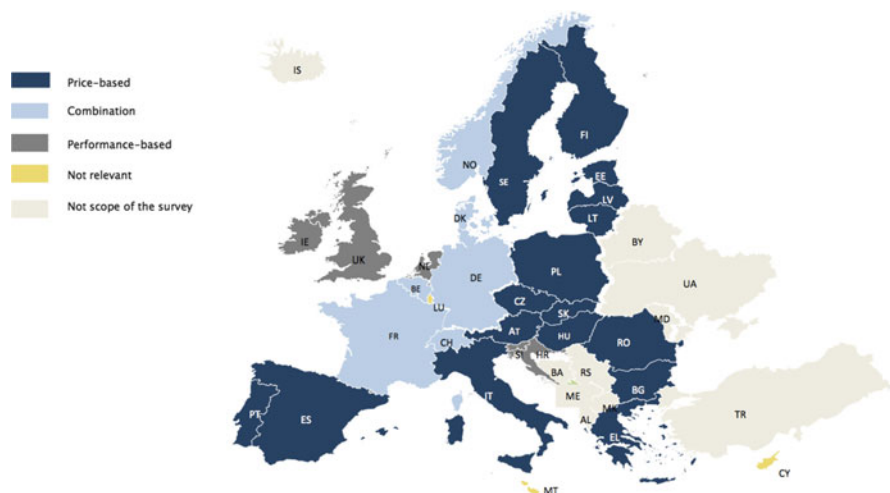 Price-based
Combination
Performance-based
Not relevant
Not scope of the survey
IS
NO
SE
FI
EE
LV
LT
DK
IE
UK
NL
BE
LU
DE
PL
BY
UA
CZ
SK
MD
FR
CH
AT
HU
RO
SI
HR
BA
RS
BG
PT
ES
IT
ME
MK
AL
EL
TR
CY
MT